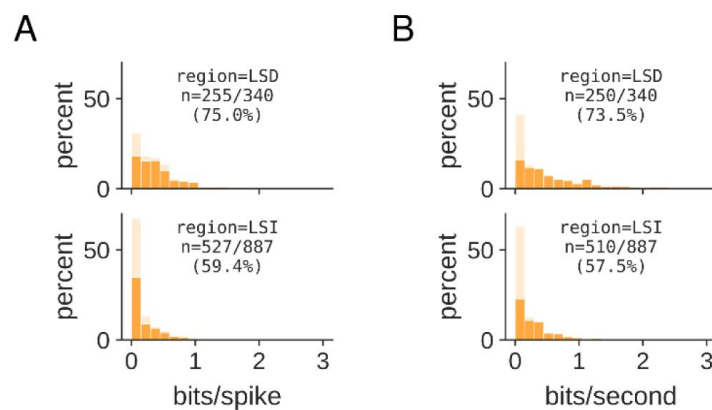 A
percent
50
0
region=LSD
n=255/340
(75.0%)
percent
50
0
region=LSI
n=527/887
(59.4%)
0 1 2 3
bits/spike
B
percent
50
0
region=LSD
n=250/340
(73.5%)
percent
50
0
region=LSI
n=510/887
(57.5%)
0 1 2 3
bits/second